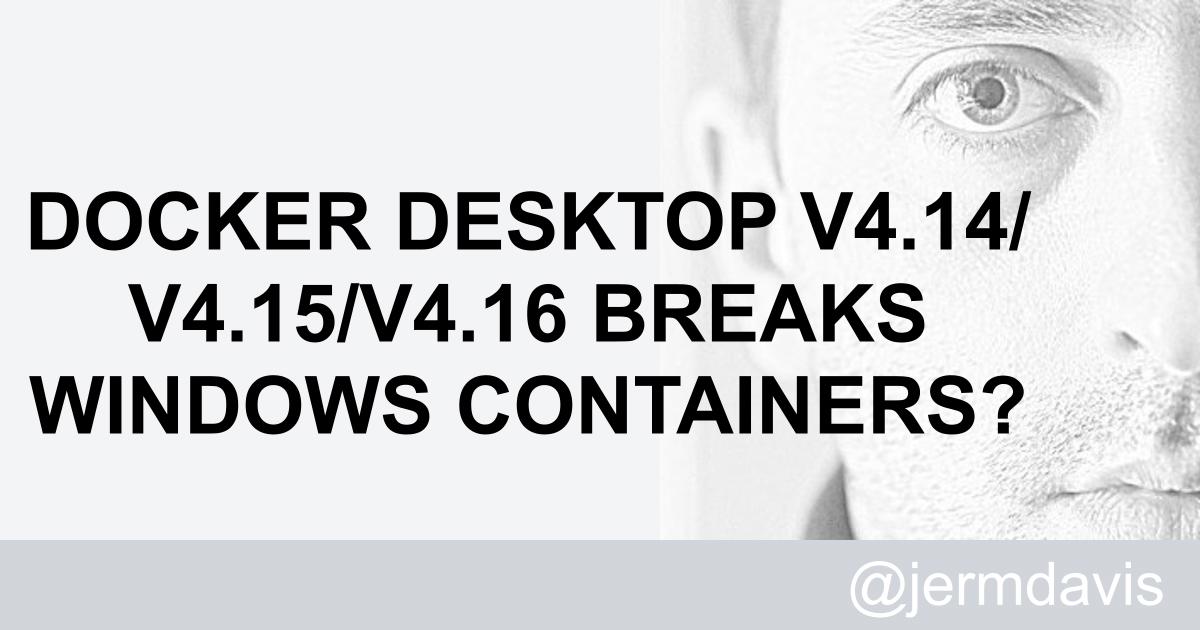 DOCKER DESKTOP V4.14/
V4.15/V4.16 BREAKS
WINDOWS CONTAINERS?
@jermdavis